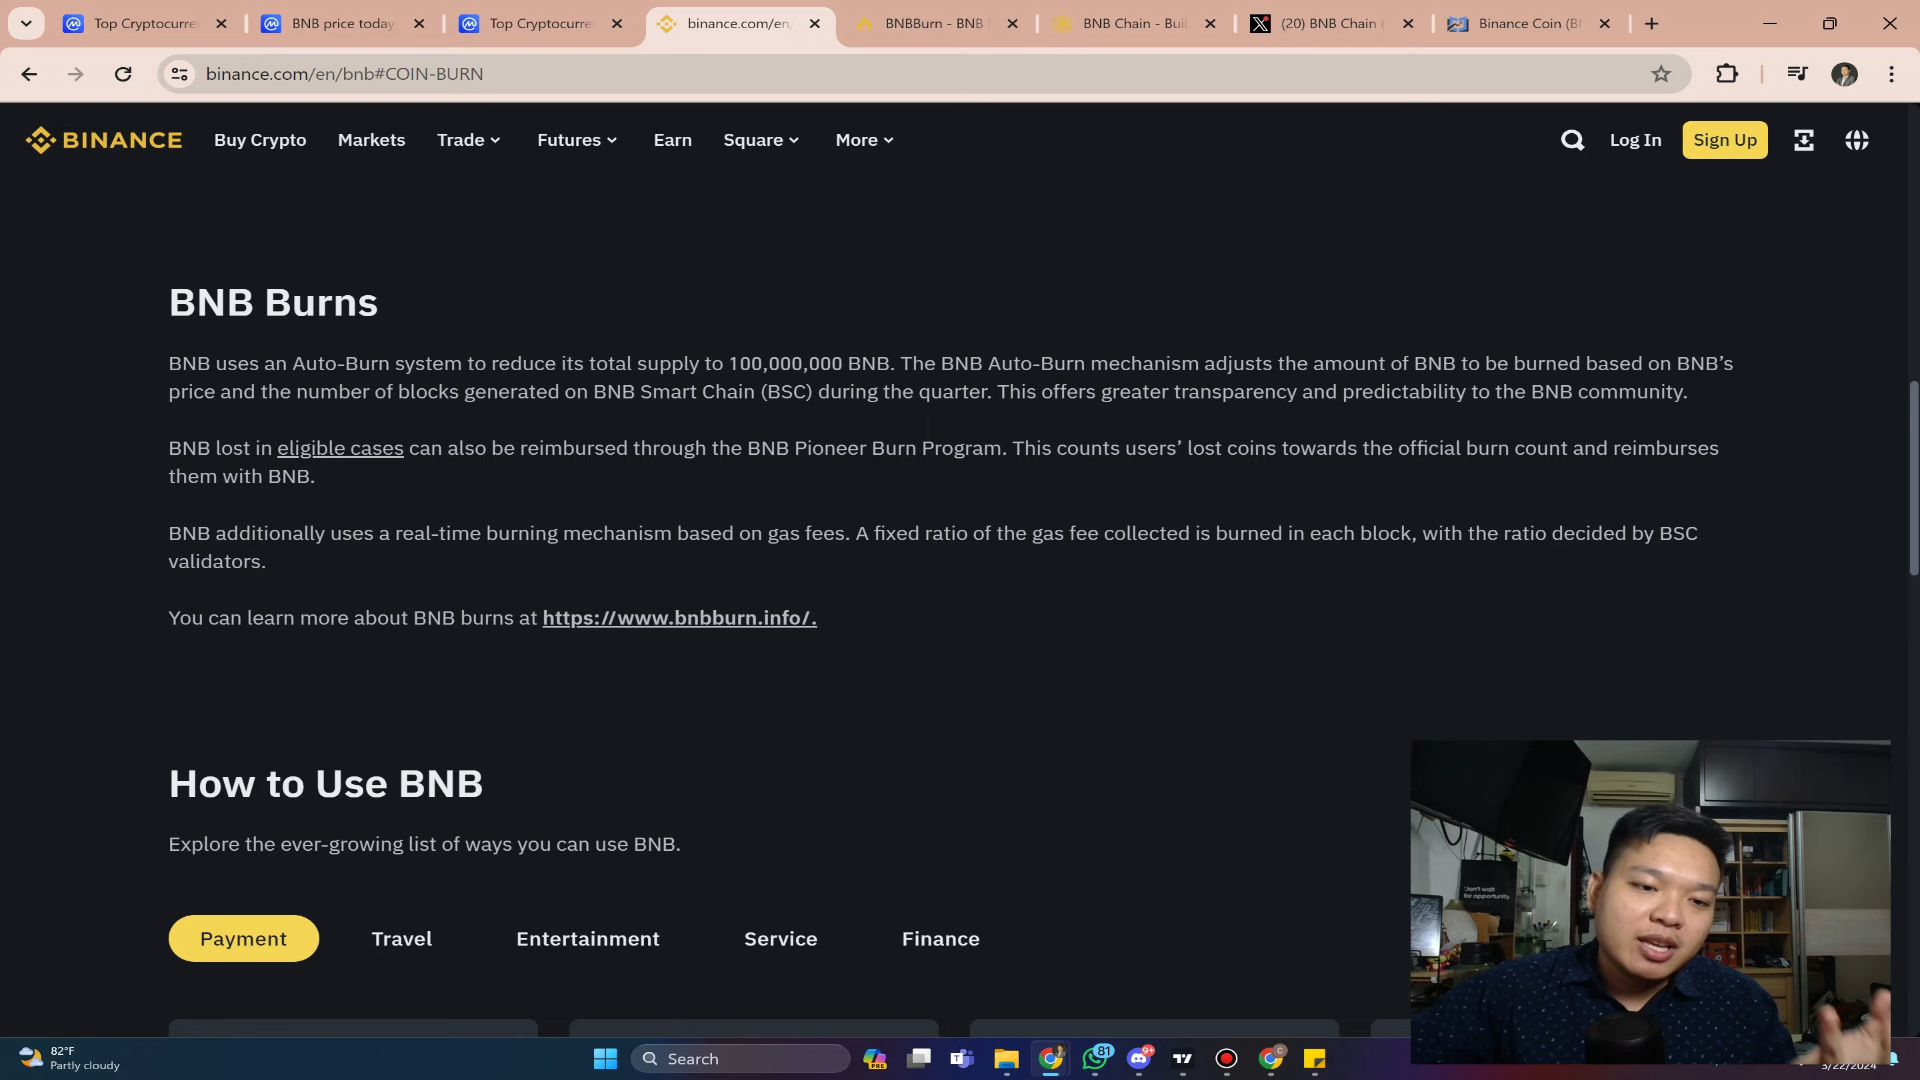 Top Cryptocurre
BNB price today,
Top Cryptocurre
binance.com/en/
BNBBurn - BNB
BNB Chain - Bui
(20) BNB Chain
Binance Coin (B
binance.com/en/bnb#COIN-BURN
BINANCE
Buy Crypto
Markets
Trade
Futures
Earn
Square
More
Log In
Sign Up
BNB Burns
BNB uses an Auto-Burn system to reduce its total supply to 100,000,000 BNB. The BNB Auto-Burn mechanism adjusts the amount of BNB to be burned based on BNB’s
price and the number of blocks generated on BNB Smart Chain (BSC) during the quarter. This offers greater transparency and predictability to the BNB community.
BNB lost in eligible cases can also be reimbursed through the BNB Pioneer Burn Program. This counts users’ lost coins towards the official burn count and reimburses
them with BNB.
BNB additionally uses a real-time burning mechanism based on gas fees. A fixed ratio of the gas fee collected is burned in each block, with the ratio decided by BSC
validators.
You can learn more about BNB burns at https://www.bnbburn.info/.
How to Use BNB
Explore the ever-growing list of ways you can use BNB.
Payment
Travel
Entertainment
Service
Finance
Don't wait
for opportunity.
82°F
Partly cloudy
Search
PRE
81
9+
C
3/22/2024